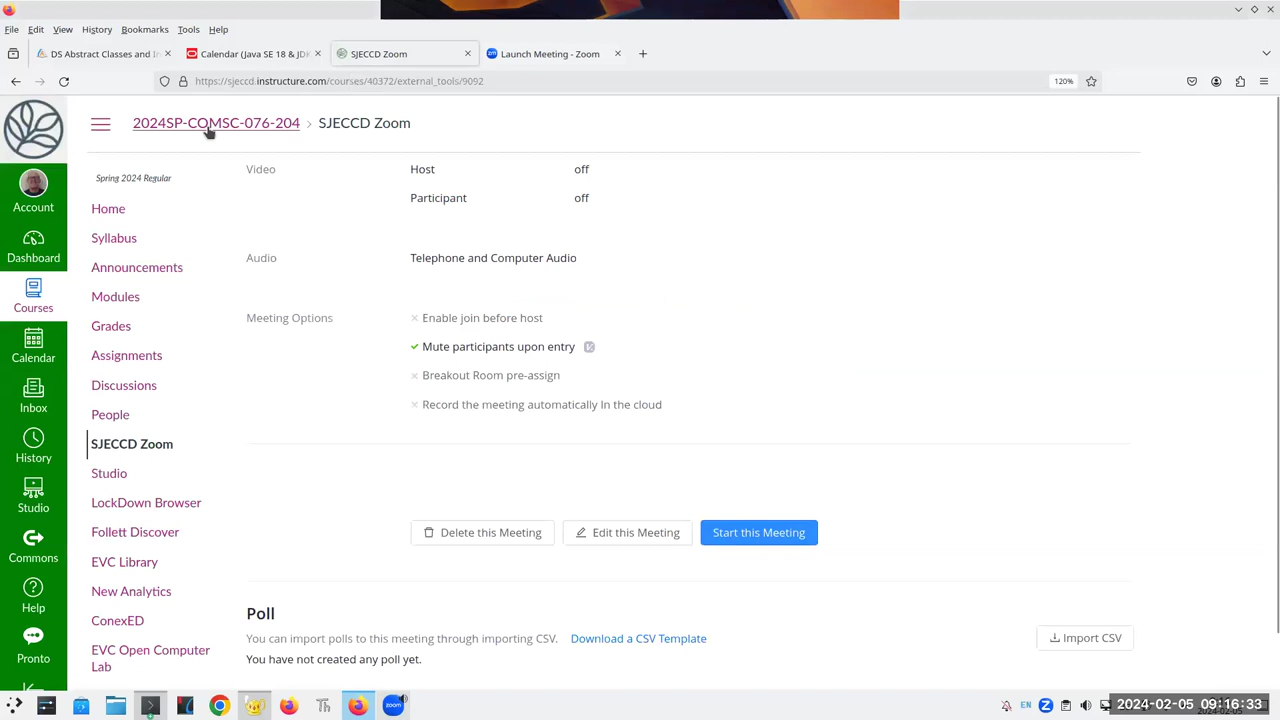 File Edit View History Bookmarks Tools Help
DS Abstract Classes and In
Calendar (Java SE 18 & JDK
SJECCD Zoom
Launch Meeting - Zoom
https://sjeccd.instructure.com/courses/40372/external_tools/9092
120%
2024SP-COMSC-076-204 › SJECCD Zoom
Account
Dashboard
Courses
Calendar
Inbox
History
Studio
Commons
Help
Pronto
Spring 2024 Regular
Home
Syllabus
Announcements
Modules
Grades
Assignments
Discussions
People
SJECCD Zoom
Studio
LockDown Browser
Follett Discover
EVC Library
New Analytics
ConexED
EVC Open Computer
Lab
Video Host off
Participant off
Audio Telephone and Computer Audio
Meeting Options Enable join before host
Mute participants upon entry
Breakout Room pre-assign
Record the meeting automatically In the cloud
Delete this Meeting Edit this Meeting Start this Meeting
Poll
You can import polls to this meeting through importing CSV. Download a CSV Template
Import CSV
You have not created any poll yet.
Th
zoom
EN
Z
2024-02-05 09:16:33